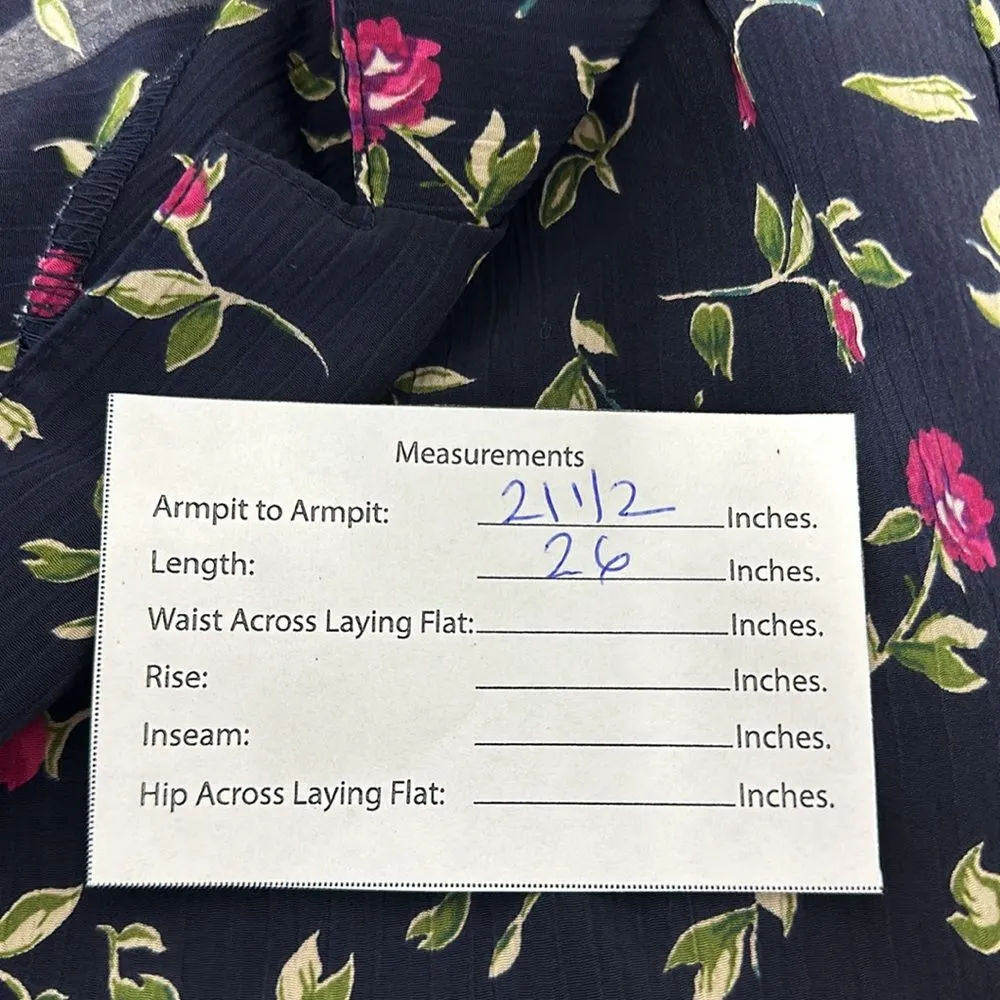 Measurements
Armpit to Armpit: 21 1/2 Inches.
Length: 26 Inches.
Waist Across Laying Flat: Inches.
Rise: Inches.
Inseam: Inches.
Hip Across Laying Flat: Inches.